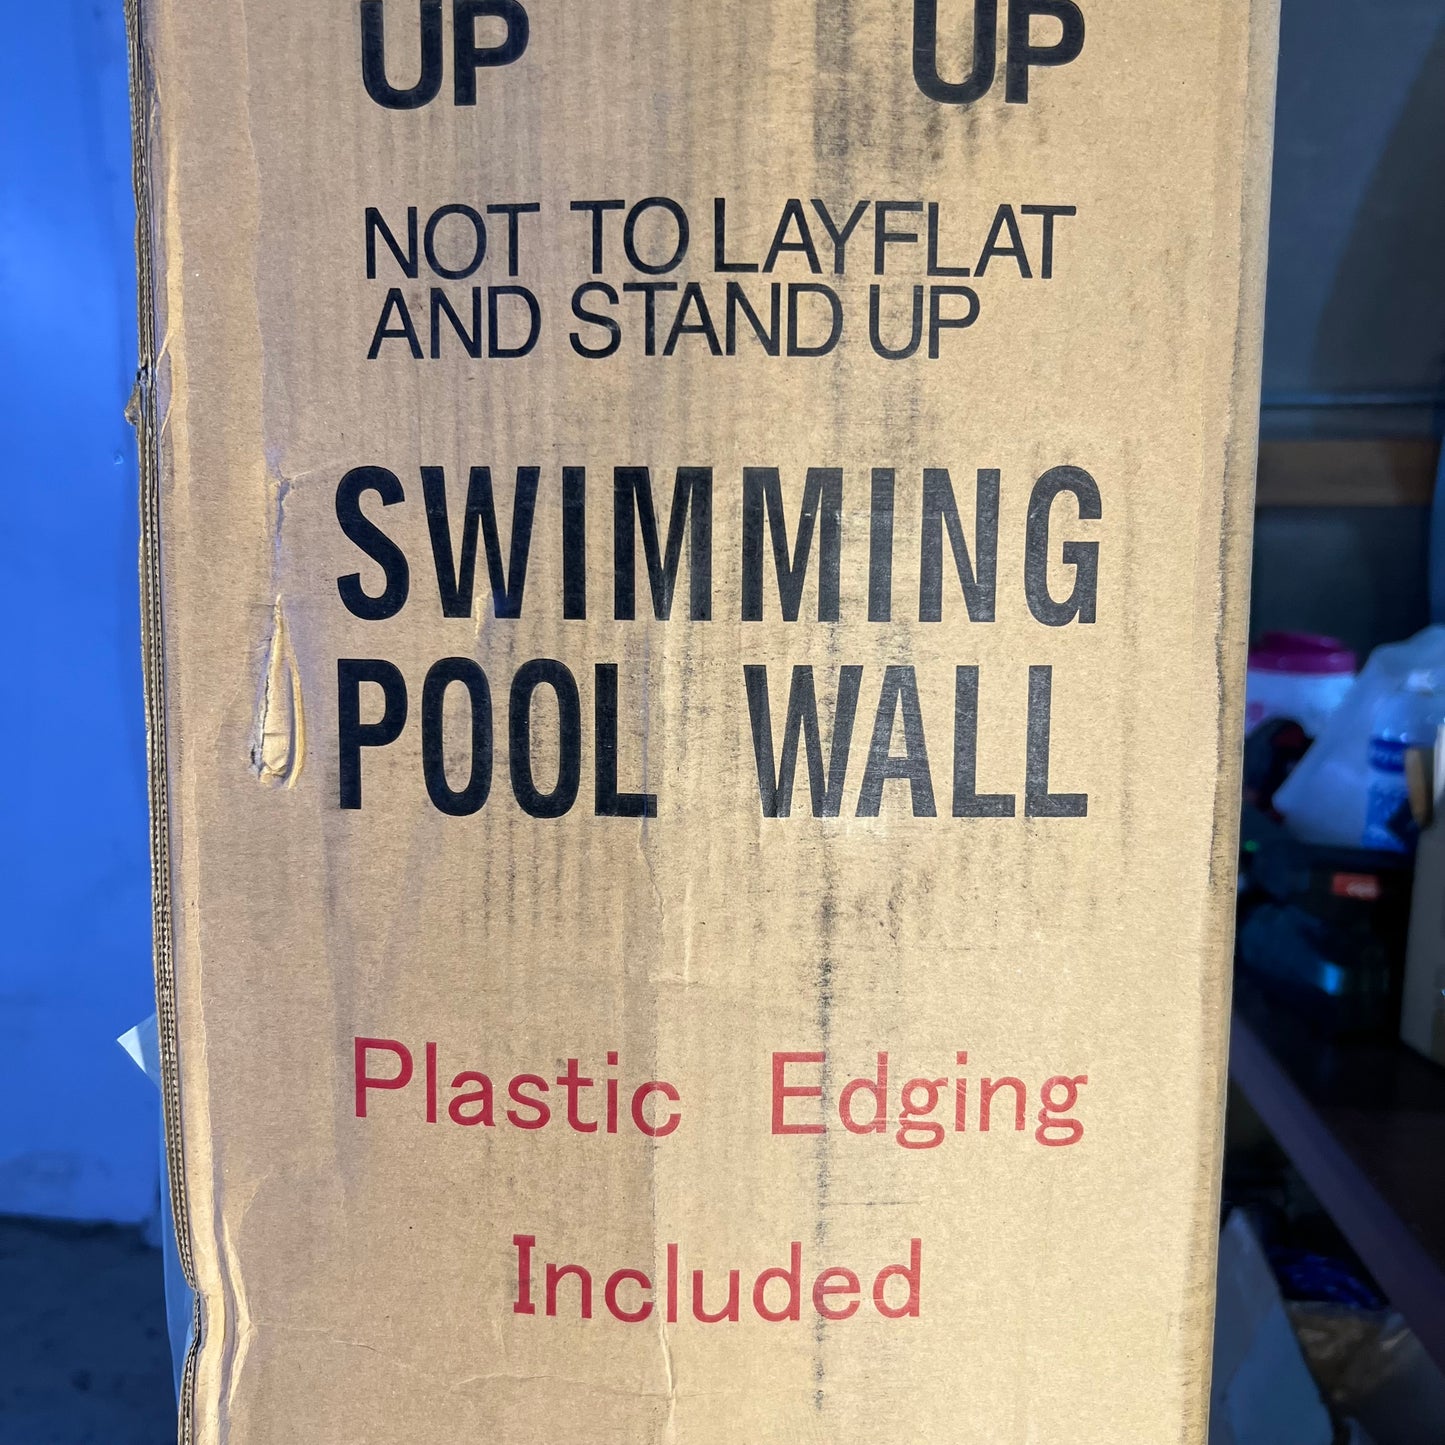 UP UP
NOT TO LAYFLAT
AND STAND UP
SWIMMING
POOL WALL
Plastic Edging
Included